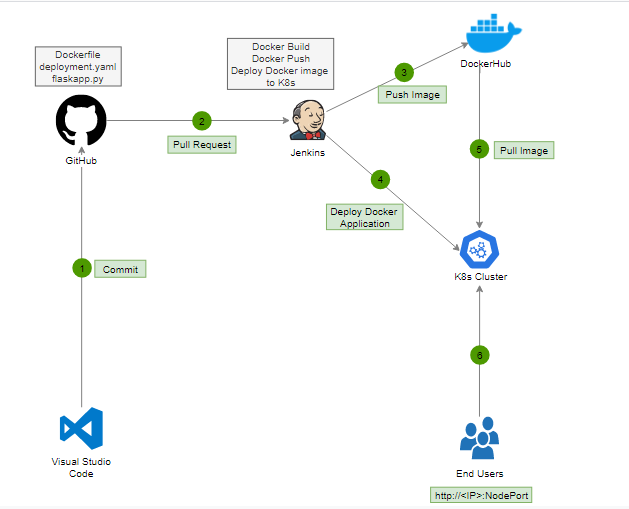 Dockerfile
deployment.yaml
flaskapp.py
GitHub
2
Pull Request
Docker Build
Docker Push
Deploy Docker image
to K8s
Jenkins
3
Push Image
DockerHub
4
Deploy Docker
Application
5
Pull Image
K8s Cluster
1
Commit
Visual Studio
Code
6
End Users
http://<IP>:NodePort